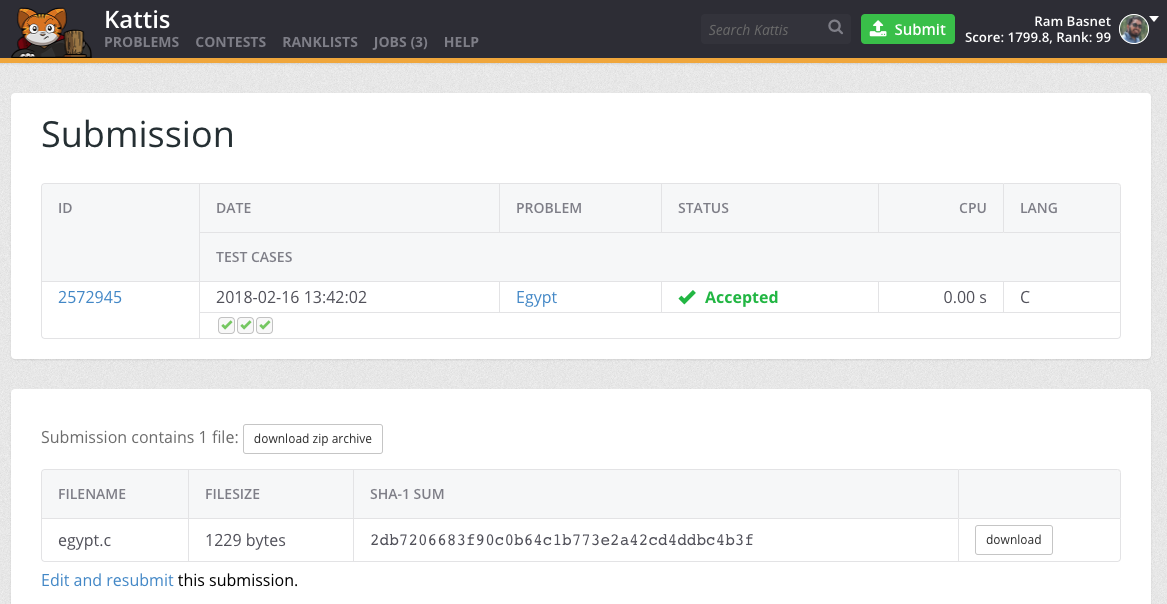 Kattis
PROBLEMS CONTESTS RANKLISTS JOBS (3) HELP
Search Kattis
Submit
Ram Basnet
Score: 1799.8, Rank: 99
Submission
ID DATE PROBLEM STATUS CPU LANG
TEST CASES
2572945 2018-02-16 13:42:02 Egypt Accepted 0.00 s C
Submission contains 1 file: download zip archive
FILENAME FILESIZE SHA-1 SUM
egypt.c 1229 bytes 2db7206683f90c0b64c1b773e2a42cd4ddbc4b3f download
Edit and resubmit this submission.